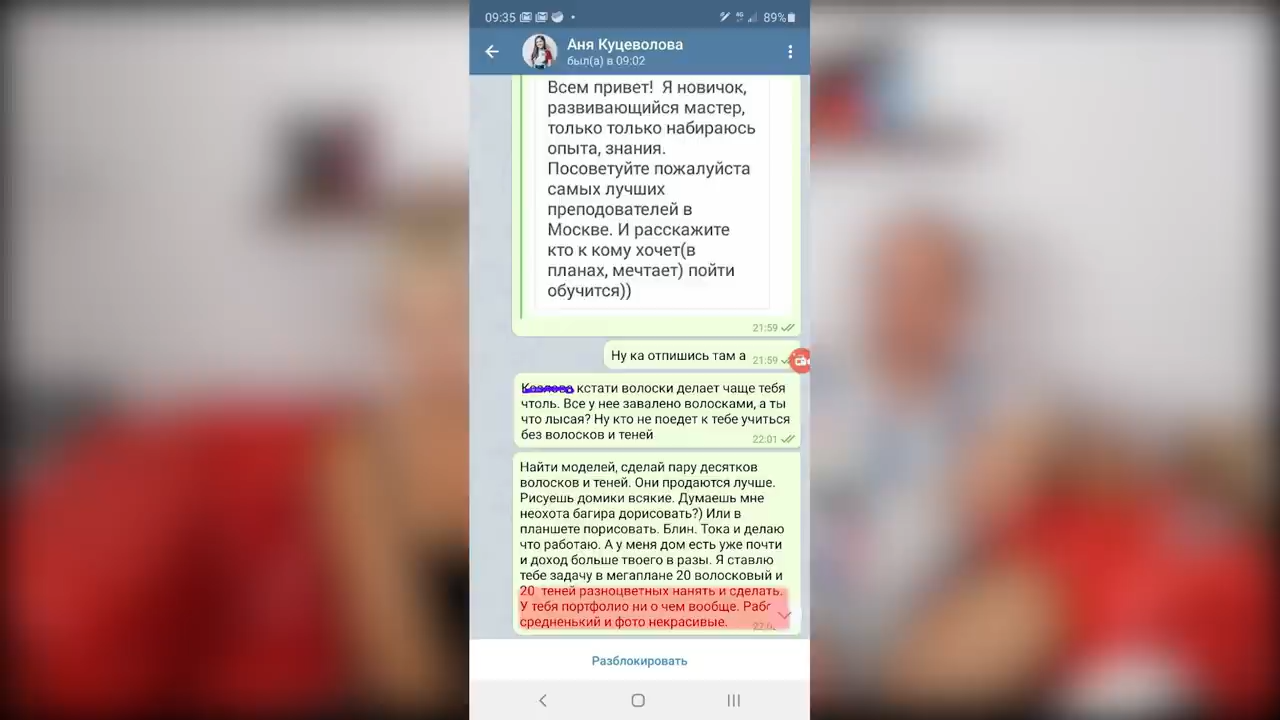 09:35
89%
Аня Куцеволова
был(а) в 09:02
Всем привет! Я новичок,
развивающийся мастер,
только только набираюсь
опыта, знания.
Посоветуйте пожалуйста
самых лучших
преподователей в
Москве. И расскажите
кто к кому хочет(в
планах, мечтает) пойти
обучится))
21:59
Ну ка отпишись там а
21:59
кстати волоски делает чаще тебя
чтоль. Все у нее завалено волосками, а ты
что лысая? Ну кто не поедет к тебе учиться
без волосков и теней
22:01
Найти моделей, сделай пару десятков
волосков и теней. Они продаются лучше.
Рисуешь домики всякие. Думаешь мне
неохота багира дорисовать?) Или в
планшете порисовать. Блин. Тока и делаю
что работаю. А у меня дом есть уже почти
и доход больше твоего в разы. Я ставлю
тебе задачу в мегаплане 20 волосковый и
20 теней разноцветных нанять и сделать.
У тебя портфолио ни о чем вообще.
средненький и фото некрасивые.
Разблокировать